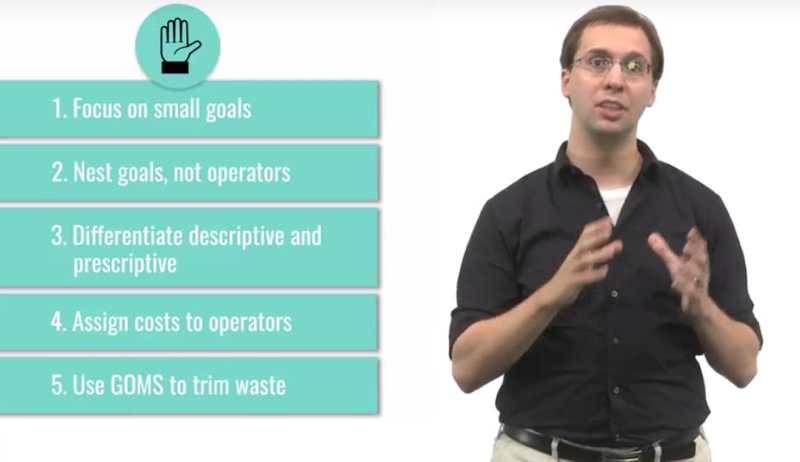 1. Focus on small goals
2. Nest goals, not operators
3. Differentiate descriptive and
prescriptive
4. Assign costs to operators
5. Use GOMS to trim waste